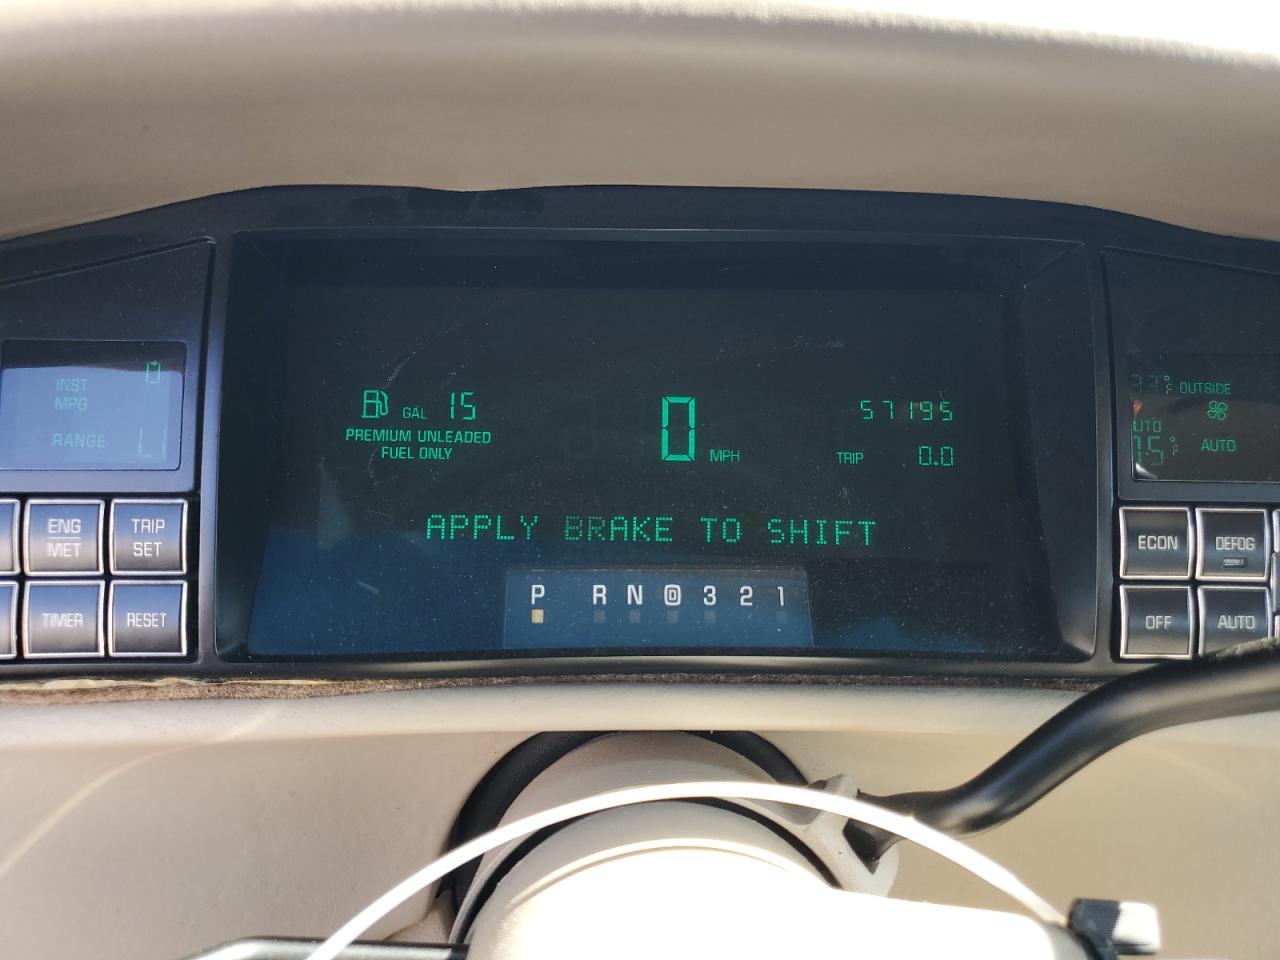 INST
0
MPG
RANGE
ENG
MET
TRIP
SET
TIMER
RESET
GAL 15
PREMIUM UNLEADED
FUEL ONLY
0 MPH
57195
TRIP 0.0
APPLY BRAKE TO SHIFT
P R N D 3 2 1
OUTSIDE
AUTO
ECON
DEFOG
OFF
AUTO